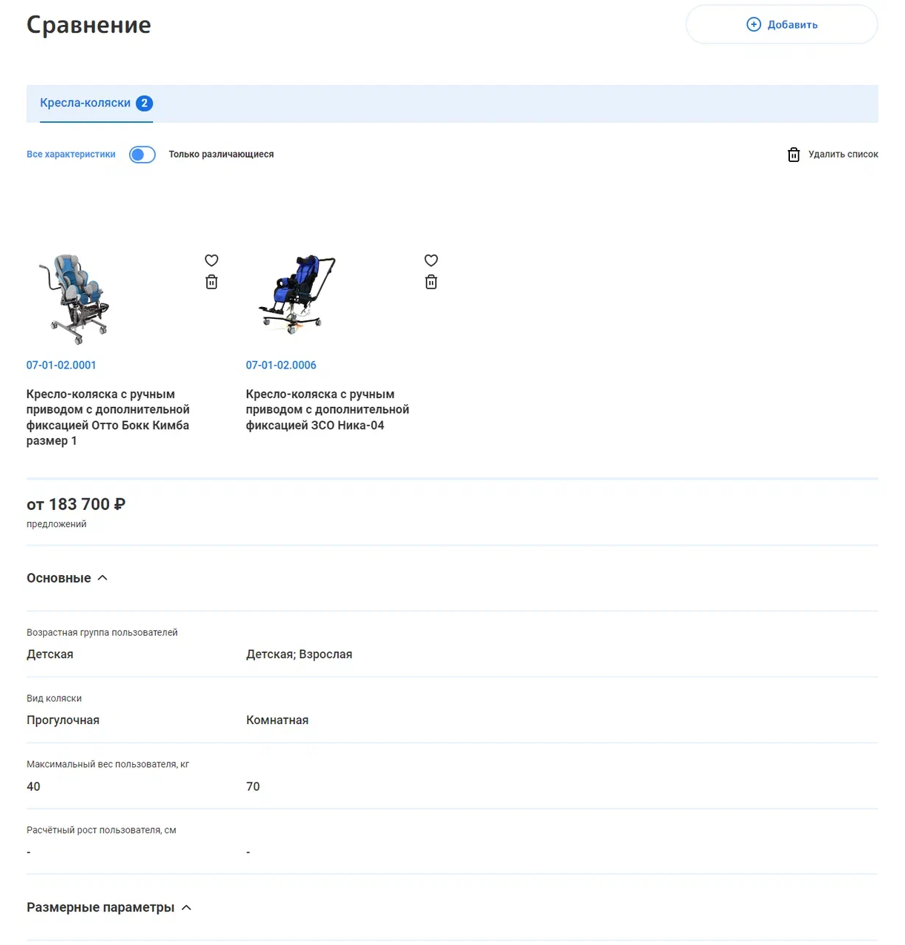 Сравнение
Добавить
Кресла-коляски 2
Все характеристики
Только различающиеся
Удалить список
07-01-02.0001
Кресло-коляска с ручным
приводом с дополнительной
фиксацией Отто Бокк Кимба
размер 1
07-01-02.0006
Кресло-коляска с ручным
приводом с дополнительной
фиксацией ЗСО Ника-04
от 183 700 ₽
предложений
Основные
Возрастная группа пользователей
Детская
Детская; Взрослая
Вид коляски
Прогулочная
Комнатная
Максимальный вес пользователя, кг
40
70
Расчётный рост пользователя, см
-
-
Размерные параметры